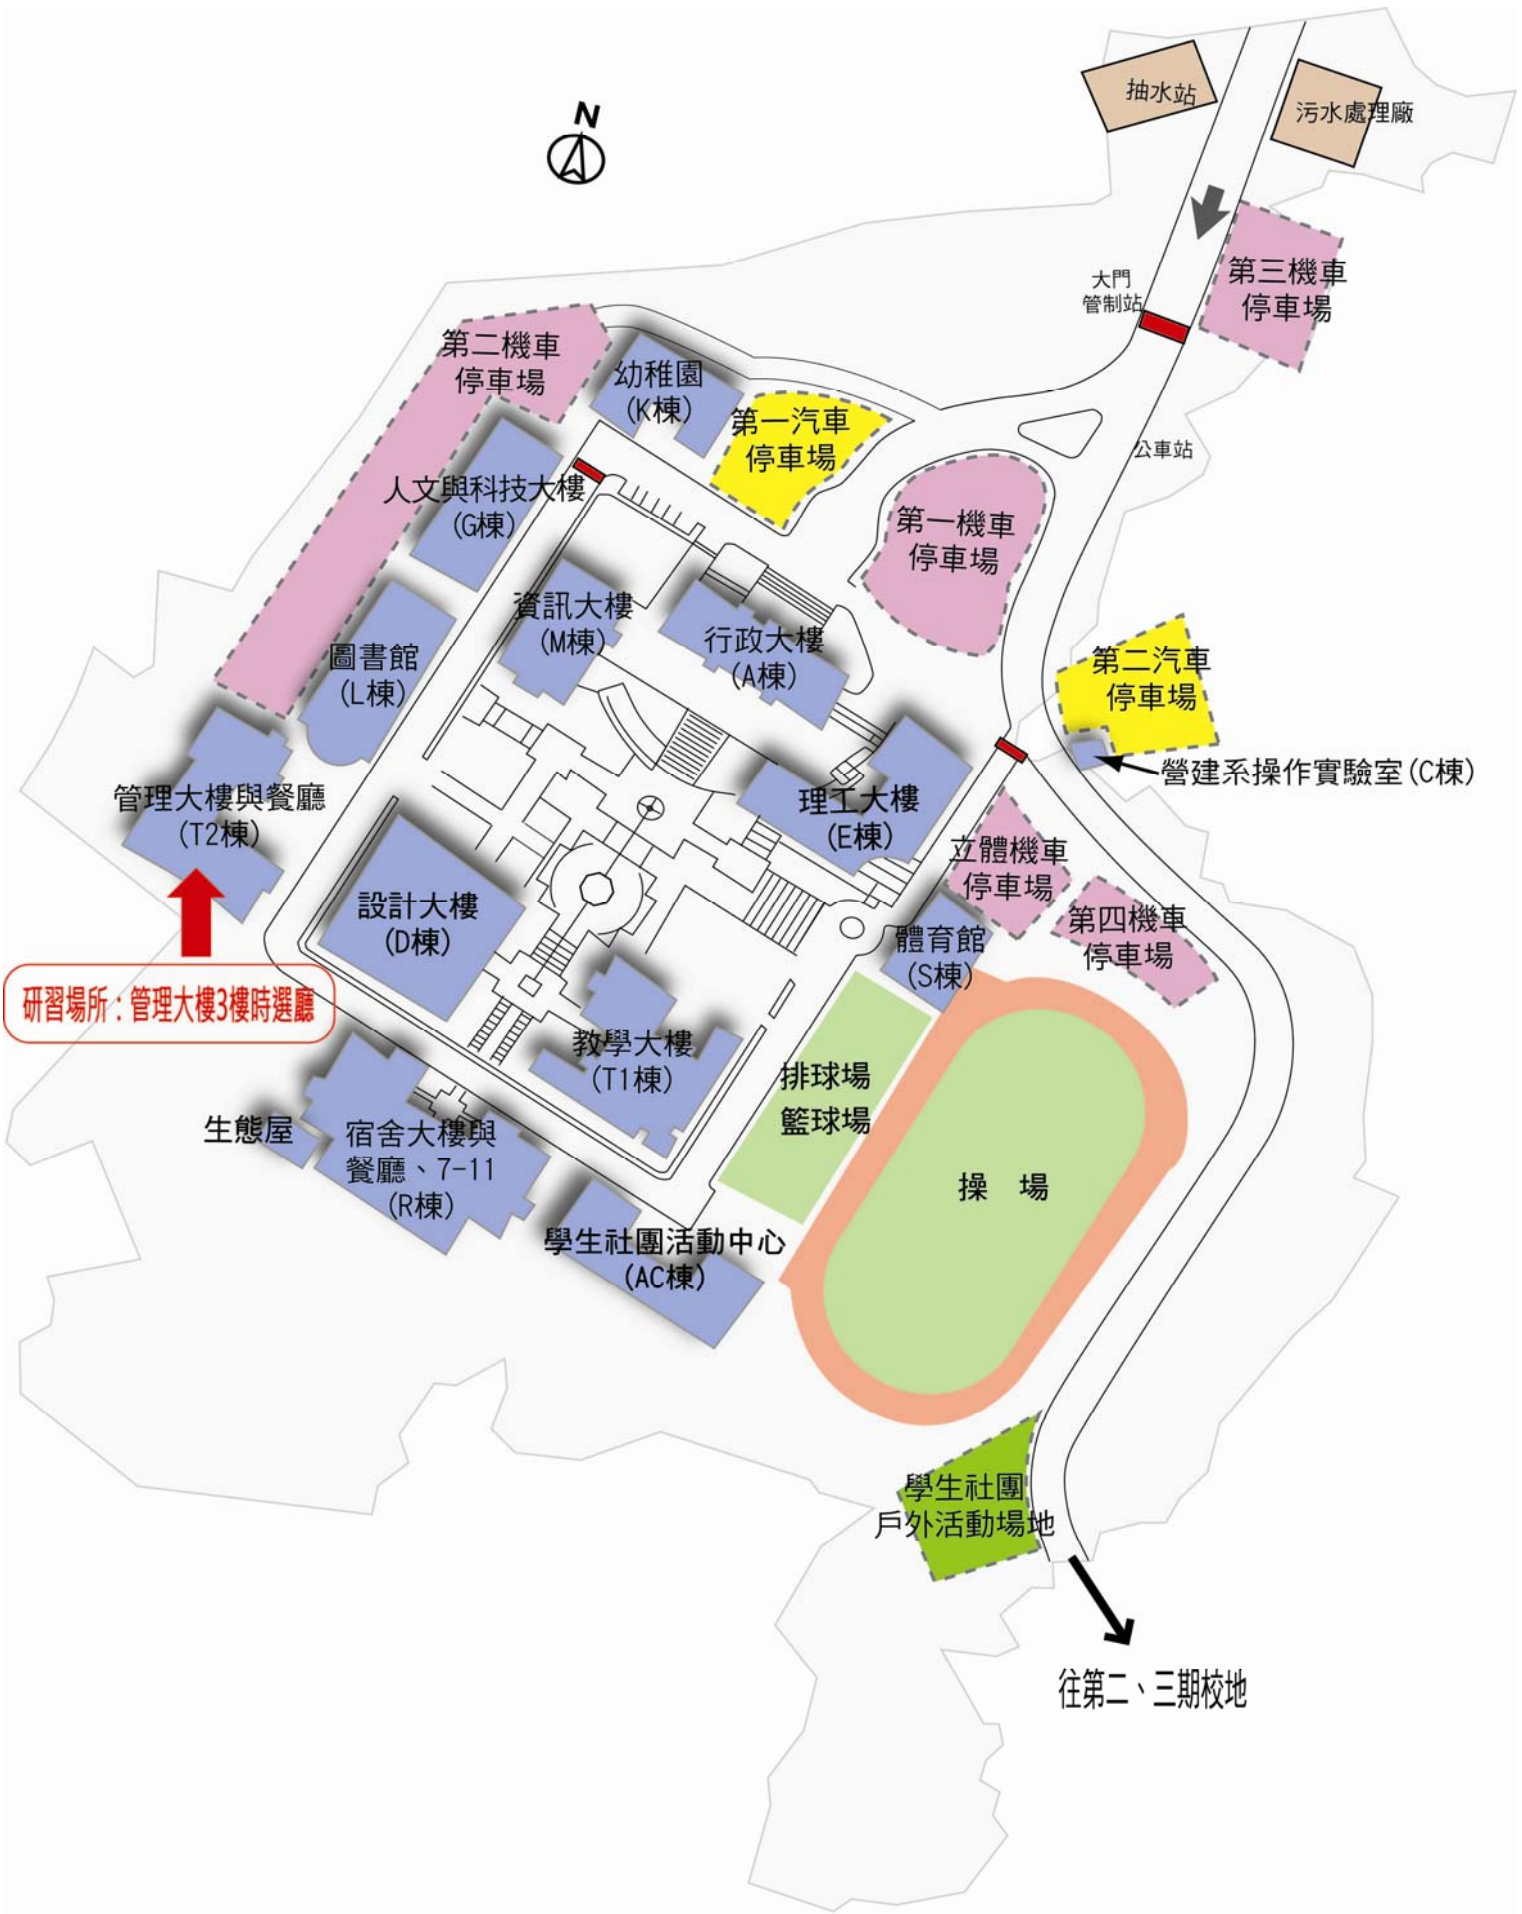 抽水站
污水處理廠
N
第三機車
停車場
大門
管制站
第二機車
停車場
幼稚園
(K棟)
第一汽車
停車場
公車站
人文與科技大樓
(G棟)
第一機車
停車場
資訊大樓
(M棟)
行政大樓
(A棟)
圖書館
(L棟)
第二汽車
停車場
營建系操作實驗室(C棟)
管理大樓與餐廳
(T2棟)
理工大樓
(E棟)
立體機車
停車場
設計大樓
(D棟)
第四機車
停車場
體育館
(S棟)
研習場所：管理大樓3樓時選廳
教學大樓
(T1棟)
排球場
籃球場
生態屋
宿舍大樓與
餐廳、7-11
(R棟)
操 場
學生社團活動中心
(AC棟)
學生社團
戶外活動場地
往第二、三期校地